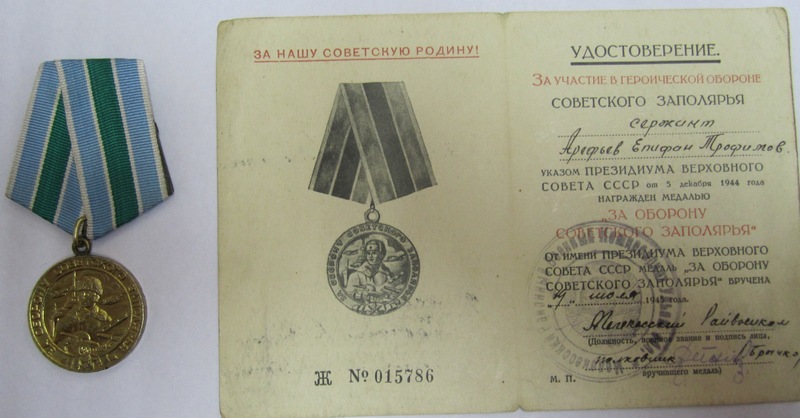 ЗА НАШУ СОВЕТСКУЮ РОДИНУ!
Ж № 015786
УДОСТОВЕРЕНИЕ.
ЗА УЧАСТИЕ В ГЕРОИЧЕСКОЙ ОБОРОНЕ
СОВЕТСКОГО ЗАПОЛЯРЬЯ
сержант
Арефьев Епифан Трофимов.
УКАЗОМ ПРЕЗИДИУМА ВЕРХОВНОГО
СОВЕТА СССР от 5 декабря 1944 года
НАГРАЖДЕН МЕДАЛЬЮ
„ЗА ОБОРОНУ
СОВЕТСКОГО ЗАПОЛЯРЬЯ“
От имени ПРЕЗИДИУМА ВЕРХОВНОГО
СОВЕТА СССР МЕДАЛЬ „ЗА ОБОРОНУ
СОВЕТСКОГО ЗАПОЛЯРЬЯ“ ВРУЧЕНА
июля 1945 года.
Райвоенком
(Должность, военное звание и подпись лица,
полковник
вручившего медаль)
М. П.